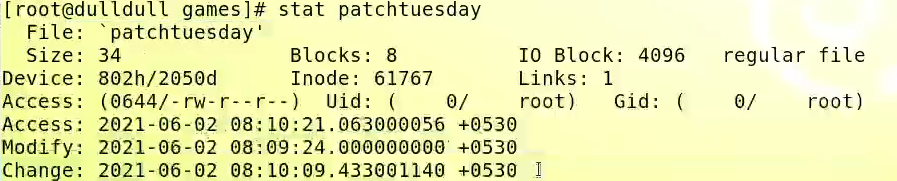 [root@dulldull games]# stat patchtuesday
  File: `patchtuesday'
  Size: 34              Blocks: 8          IO Block: 4096   regular file
Device: 802h/2050d      Inode: 61767       Links: 1
Access: (0644/-rw-r--r--)  Uid: (    0/    root)   Gid: (    0/    root)
Access: 2021-06-02 08:10:21.063000056 +0530
Modify: 2021-06-02 08:09:24.000000000 +0530
Change: 2021-06-02 08:10:09.433001140 +0530